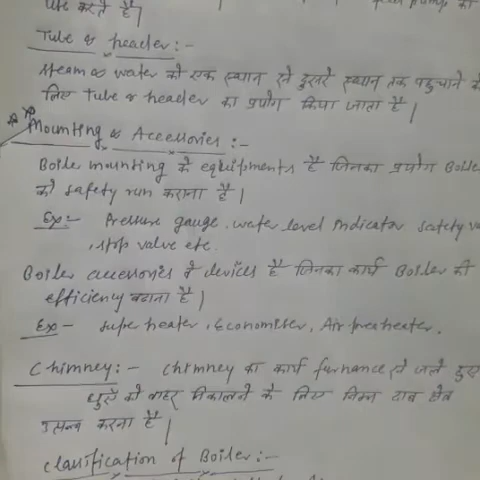 करते है।
Tube & header :-
Steam & water को एक स्थान से दुसरे स्थान तक पहुचाने के
लिए Tube & header का प्रयोग किया जाता है।
Mounting & Accessories :-
Boiler mounting वे equipments है जिनका प्रयोग Boiler
को safety run कराना है।
Ex:- Pressure gauge, water level indicator safety va
, stop valve etc.
Boiler accessories वे devices है जिनका कार्य Boiler की
efficiency बढाना है।
Ex - super heater, Economiser, Air preheater.
Chimney :- Chimney का कार्य furnance से जले हुए
धुएँ को बाहर निकालने के लिए निम्न दाब क्षेत्र
उत्पन्न करना है।
Classification of Boiler :-